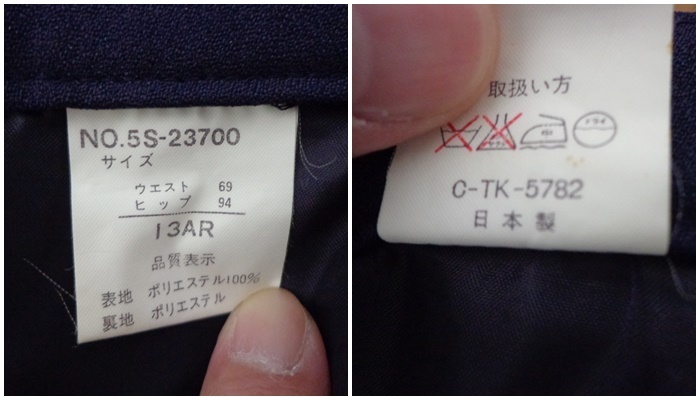 NO.5S-23700
サイズ
ウエスト 69
ヒップ 94
13AR
品質表示
表地 ポリエステル100%
裏地 ポリエステル
取扱い方
中 ドライ
C-TK-5782
日本製